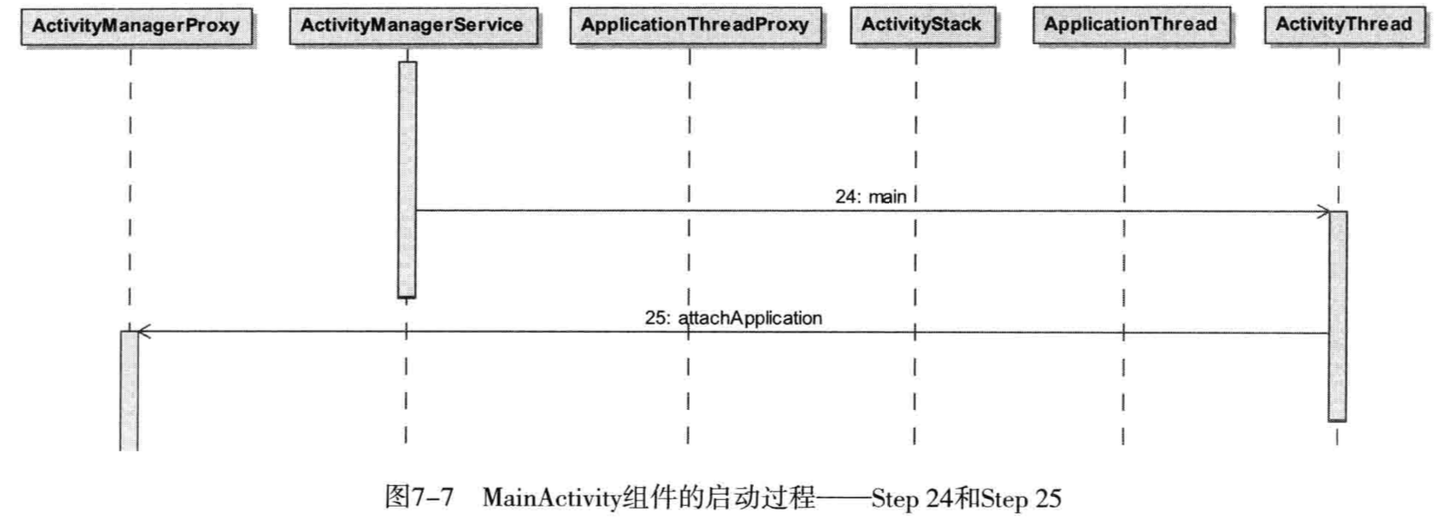 ActivityManagerProxy ActivityManagerService ApplicationThreadProxy ActivityStack ApplicationThread ActivityThread
24: main
25: attachApplication
图7-7 MainActivity组件的启动过程——Step 24和Step 25